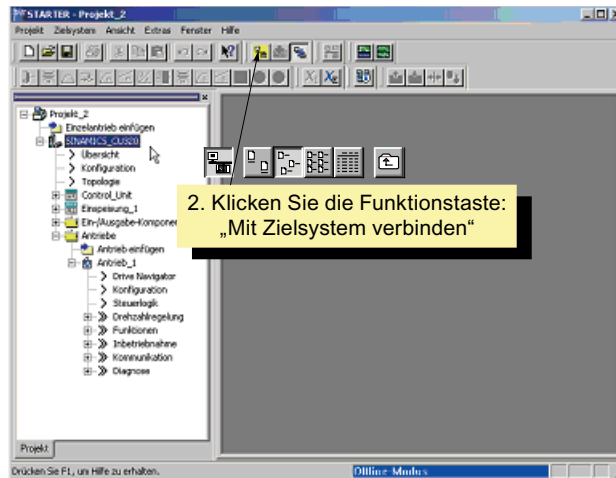 STARTER - Projekt_2
Projekt Zielsystem Ansicht Extras Fenster Hilfe
Projekt_2
Einzelantrieb einfügen
SINAMICS_CU320
Übersicht
Konfiguration
Topologie
Control_Unit
Einspeisung_1
Ein-/Ausgabe-Komponen
Antriebe
Antrieb einfügen
Antrieb_1
Drive Navigator
Konfiguration
Steuerlogik
Drehzahlregelung
Funktionen
Inbetriebnahme
Kommunikation
Diagnose
2. Klicken Sie die Funktionstaste:
„Mit Zielsystem verbinden“
Projekt
Drücken Sie F1, um Hilfe zu erhalten.
Offline-Modus